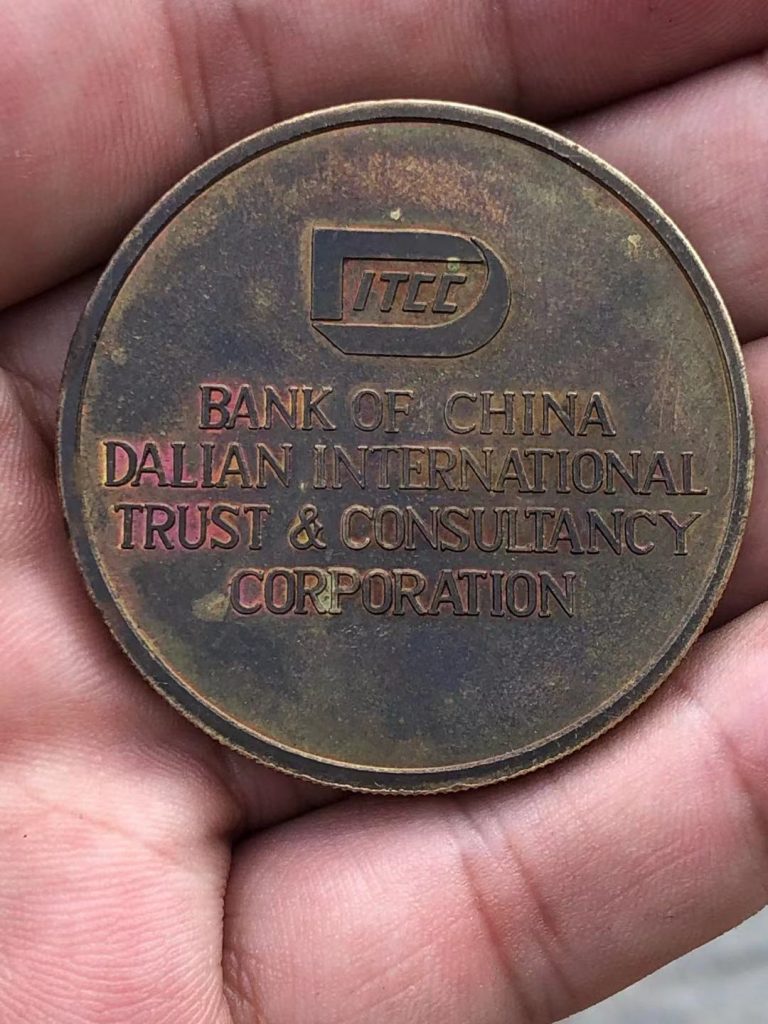 DITCC
BANK OF CHINA
DALIAN INTERNATIONAL
TRUST & CONSULTANCY
CORPORATION